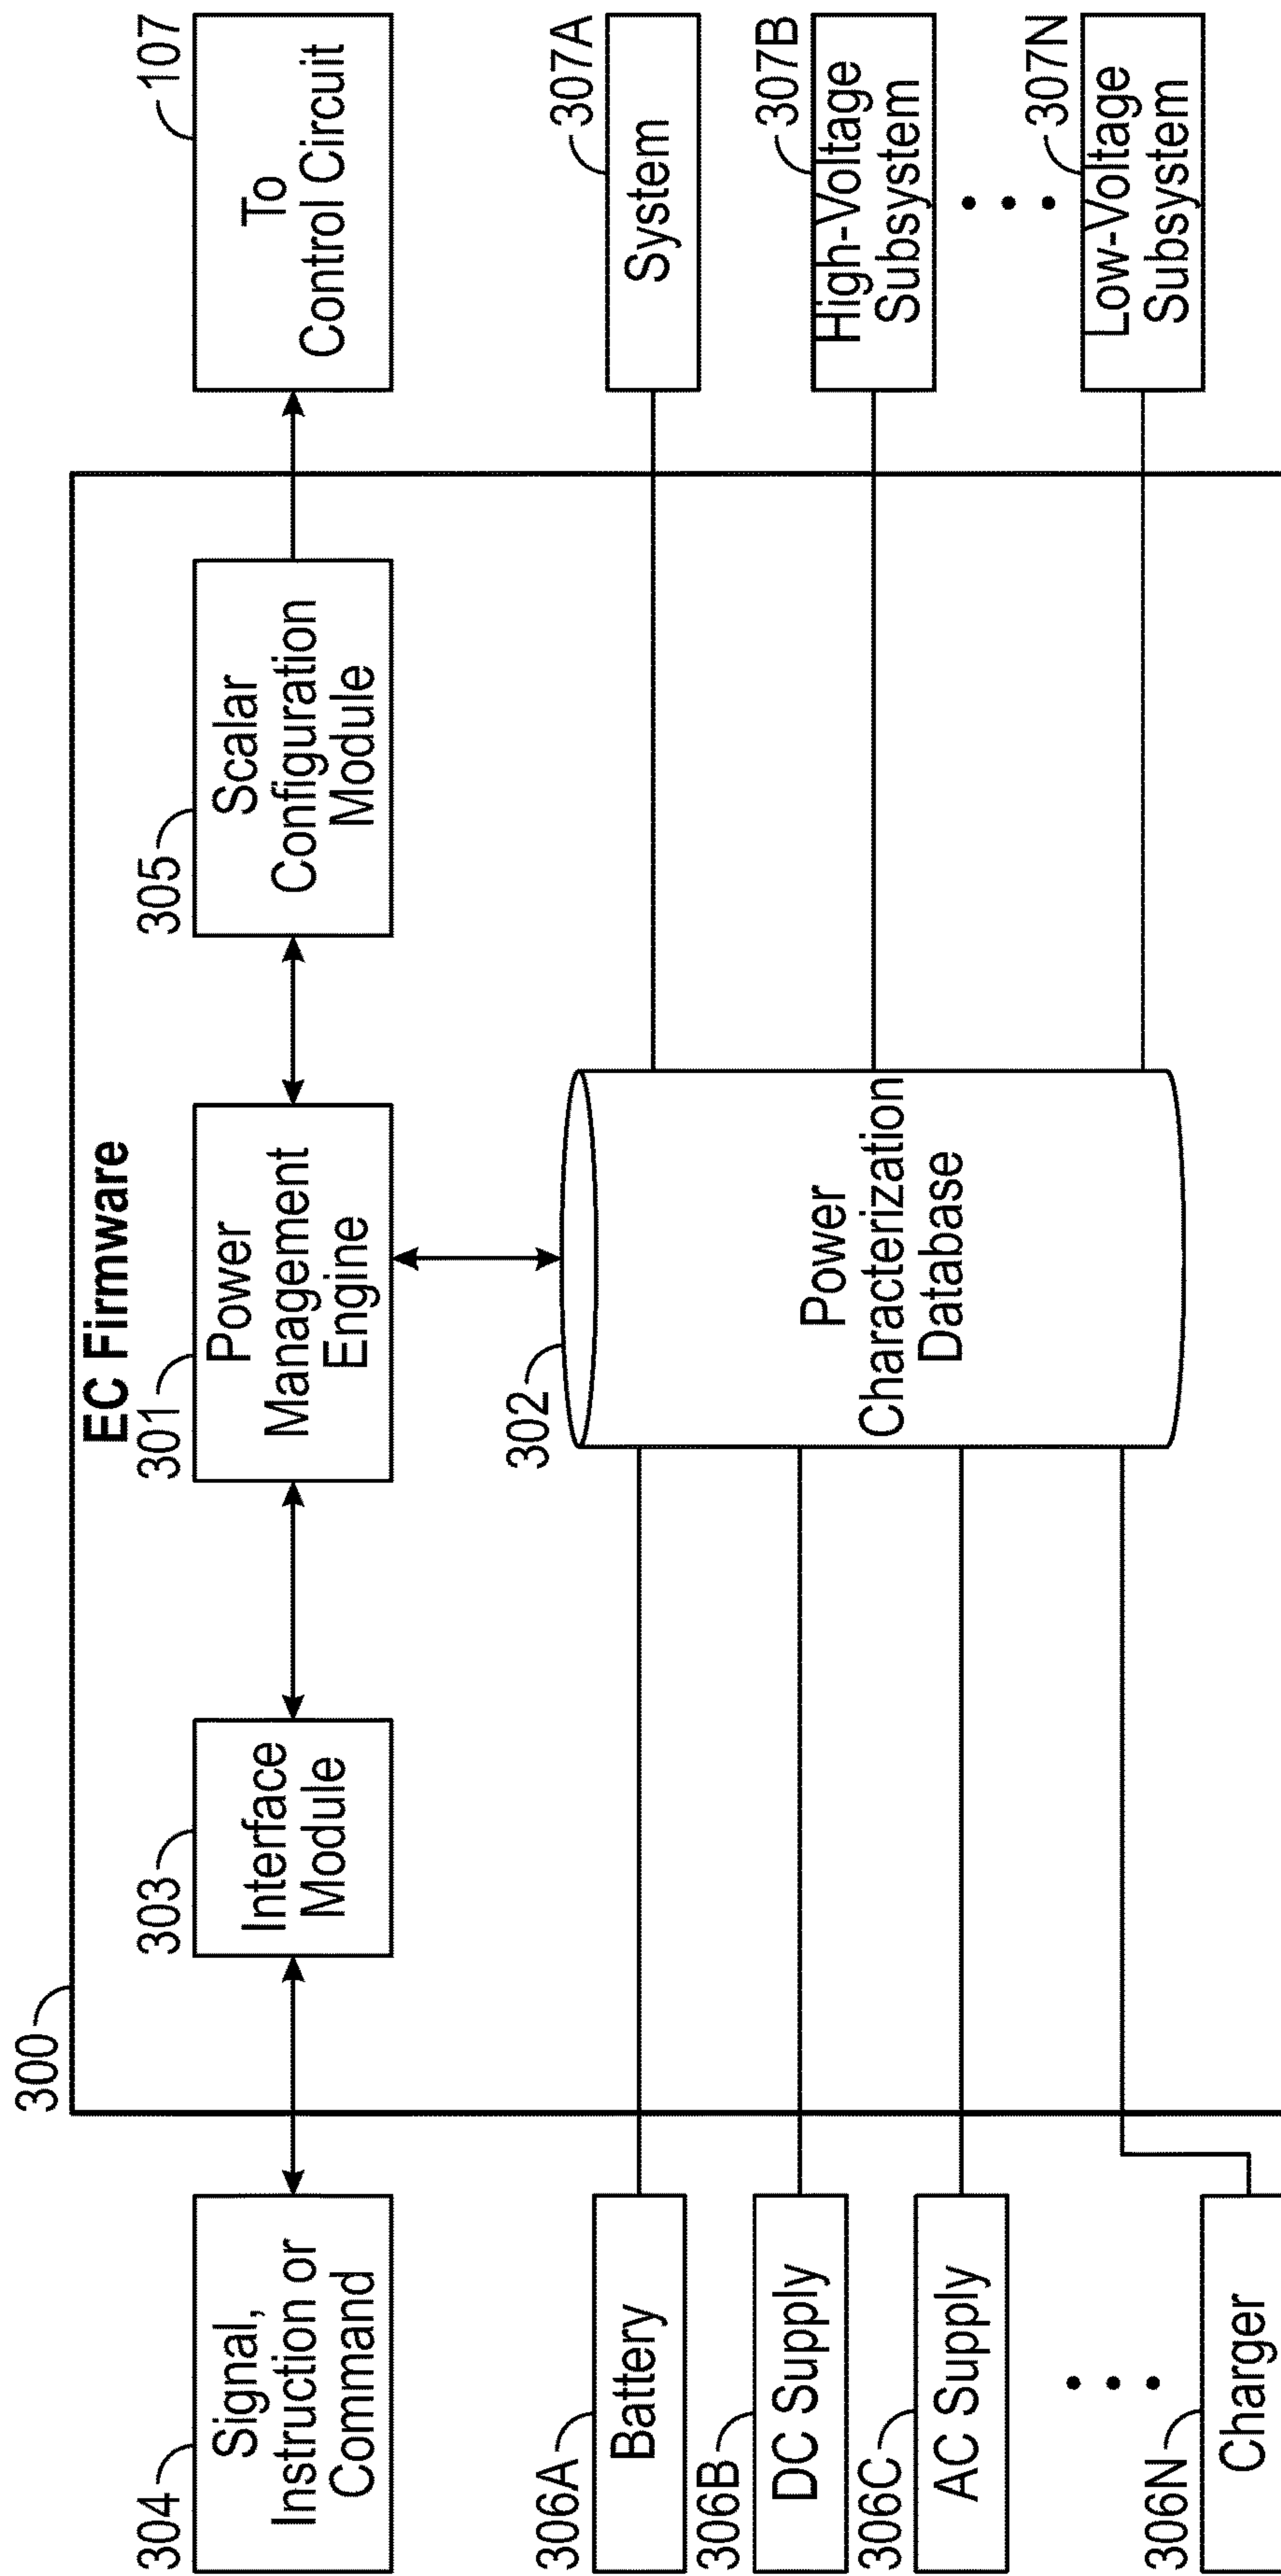 300
EC Firmware
304
Signal,
Instruction or
Command
303
Interface
Module
301
Power
Management
Engine
305
Scalar
Configuration
Module
107
To
Control Circuit
306A
Battery
306B
DC Supply
306C
AC Supply
306N
Charger
302
Power
Characterization
Database
307A
System
307B
High-Voltage
Subsystem
307N
Low-Voltage
Subsystem